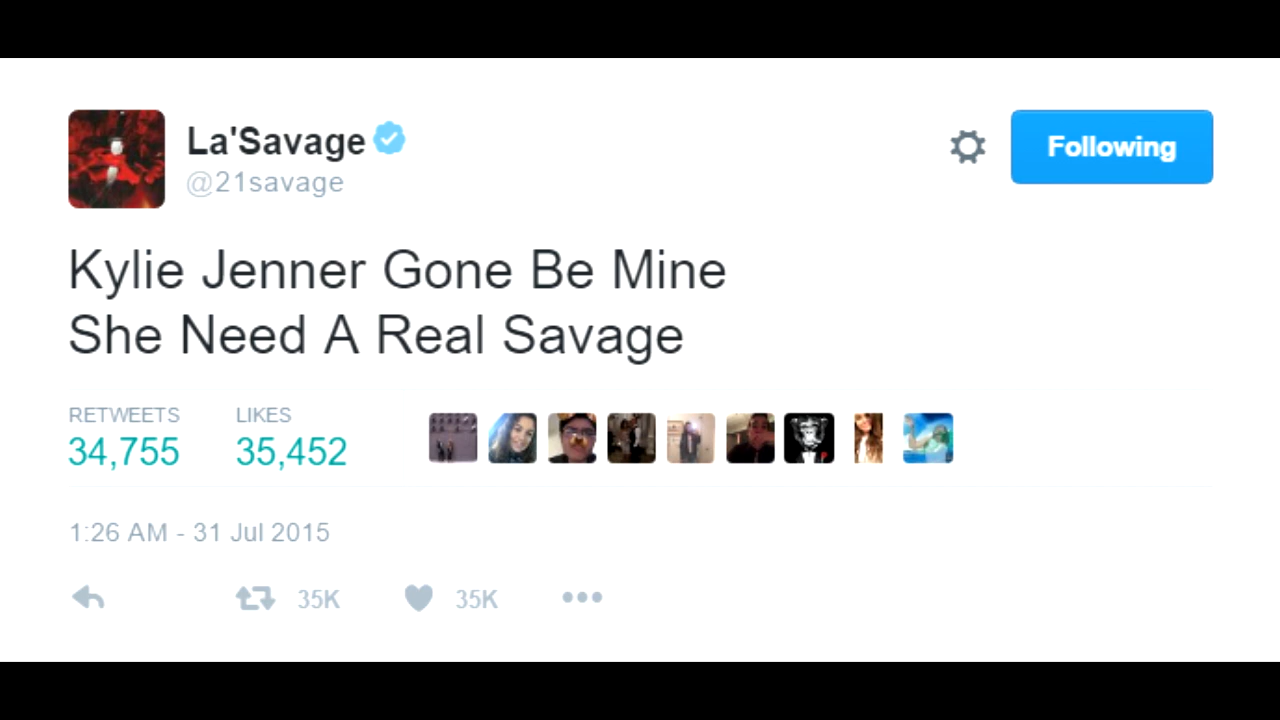 La'Savage
@21savage
Following
Kylie Jenner Gone Be Mine
She Need A Real Savage
RETWEETS LIKES
34,755 35,452
1:26 AM - 31 Jul 2015
35K 35K